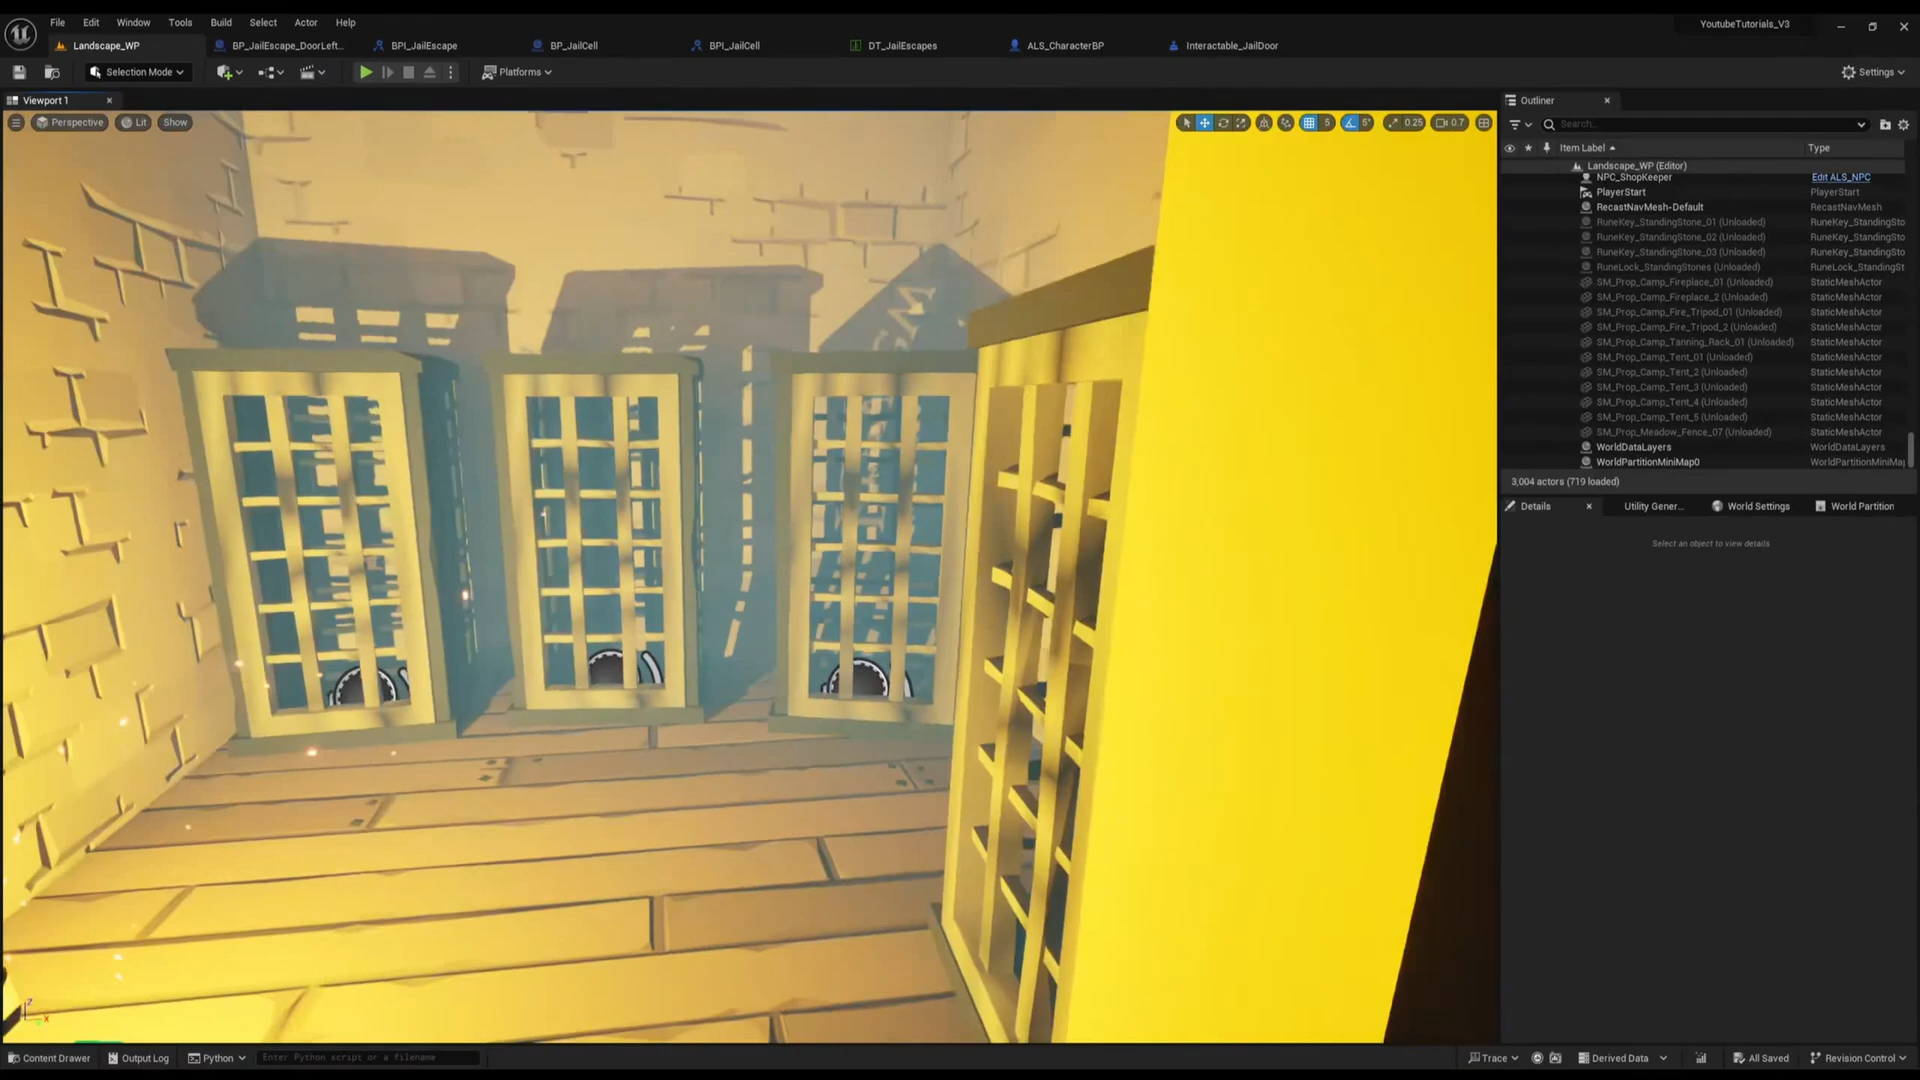 File Edit Window Tools Build Select Actor Help
YoutubeTutorials_V3
Landscape_WP BP_JailEscape_DoorLeft... BPI_JailEscape BP_JailCell BPI_JailCell DT_JailEscapes ALS_CharacterBP Interactable_JailDoor
Selection Mode Platforms Settings
Viewport 1
Perspective Lit Show
5 5° 0.25 0.7
Outliner
Search...
Item Label Type
Landscape_WP (Editor)
NPC_ShopKeeper Edit ALS_NPC
PlayerStart PlayerStart
RecastNavMesh-Default RecastNavMesh
RuneKey_StandingStone_01 (Unloaded) RuneKey_StandingSto
RuneKey_StandingStone_02 (Unloaded) RuneKey_StandingSto
RuneKey_StandingStone_03 (Unloaded) RuneKey_StandingSto
RuneLock_StandingStones (Unloaded) RuneLock_StandingSt
SM_Prop_Camp_Fireplace_01 (Unloaded) StaticMeshActor
SM_Prop_Camp_Fireplace_2 (Unloaded) StaticMeshActor
SM_Prop_Camp_Fire_Tripod_01 (Unloaded) StaticMeshActor
SM_Prop_Camp_Fire_Tripod_2 (Unloaded) StaticMeshActor
SM_Prop_Camp_Tanning_Rack_01 (Unloaded) StaticMeshActor
SM_Prop_Camp_Tent_01 (Unloaded) StaticMeshActor
SM_Prop_Camp_Tent_2 (Unloaded) StaticMeshActor
SM_Prop_Camp_Tent_3 (Unloaded) StaticMeshActor
SM_Prop_Camp_Tent_4 (Unloaded) StaticMeshActor
SM_Prop_Camp_Tent_5 (Unloaded) StaticMeshActor
SM_Prop_Meadow_Fence_07 (Unloaded) StaticMeshActor
WorldDataLayers WorldDataLayers
WorldPartitionMiniMap0 WorldPartitionMiniMap
3,004 actors (719 loaded)
Details Utility Gener... World Settings World Partition
Select an object to view details
Z
X
Content Drawer Output Log Python Enter Python script or a filename
Trace Derived Data All Saved Revision Control